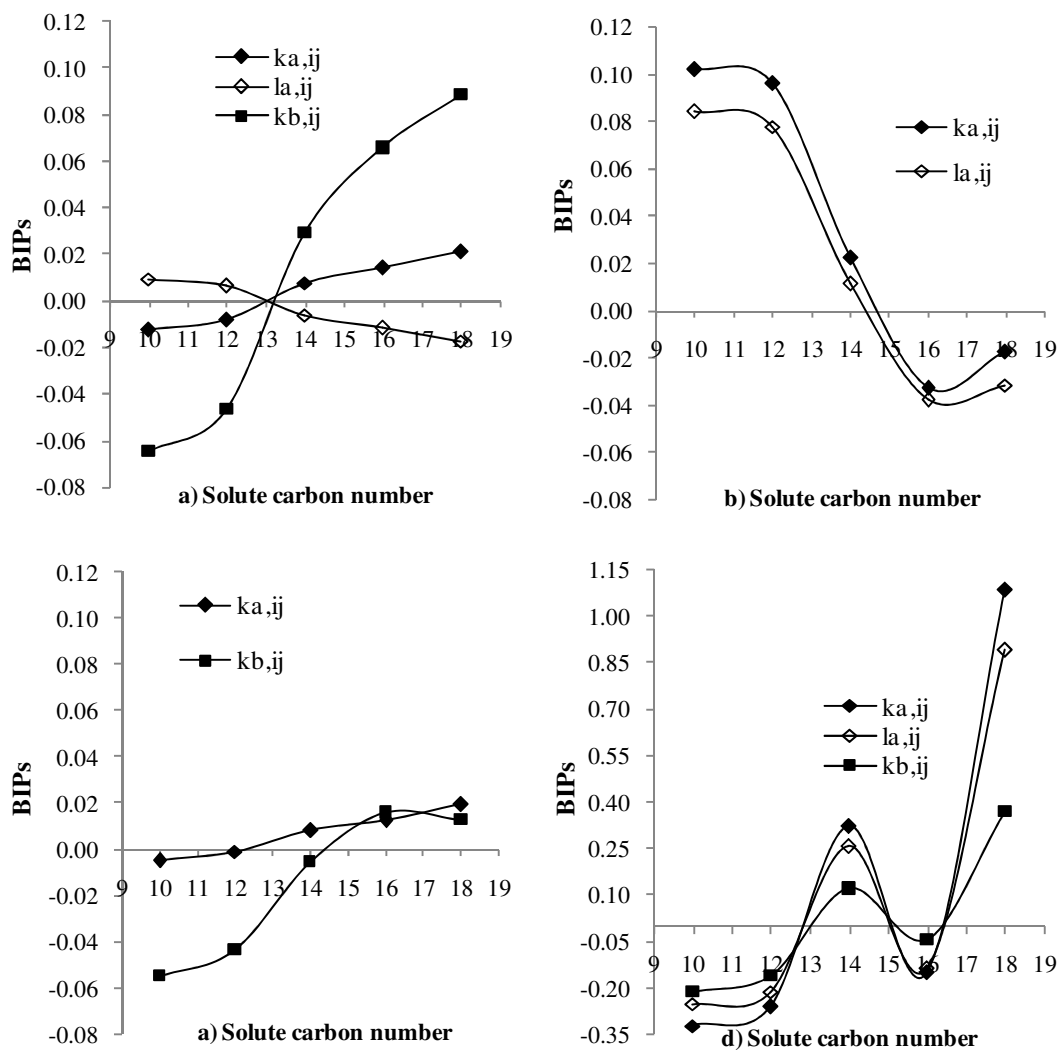 0.12
0.10
0.08
0.06
0.04
0.02
0.00
-0.02
-0.04
-0.06
-0.08
BIPs
ka,ij
la,ij
kb,ij
9 10 11 12 13 14 15 16 17 18 19
a) Solute carbon number
0.12
0.10
0.08
0.06
0.04
0.02
0.00
-0.02
-0.04
-0.06
-0.08
BIPs
ka,ij
la,ij
9 10 11 12 13 14 15 16 17 18 19
b) Solute carbon number
0.12
0.10
0.08
0.06
0.04
0.02
0.00
-0.02
-0.04
-0.06
-0.08
BIPs
ka,ij
kb,ij
9 10 11 12 13 14 15 16 17 18 19
a) Solute carbon number
1.15
1.00
0.85
0.70
0.55
0.40
0.25
0.10
-0.05
-0.20
-0.35
BIPs
ka,ij
la,ij
kb,ij
9 10 11 12 13 14 15 16 17 18 19
d) Solute carbon number